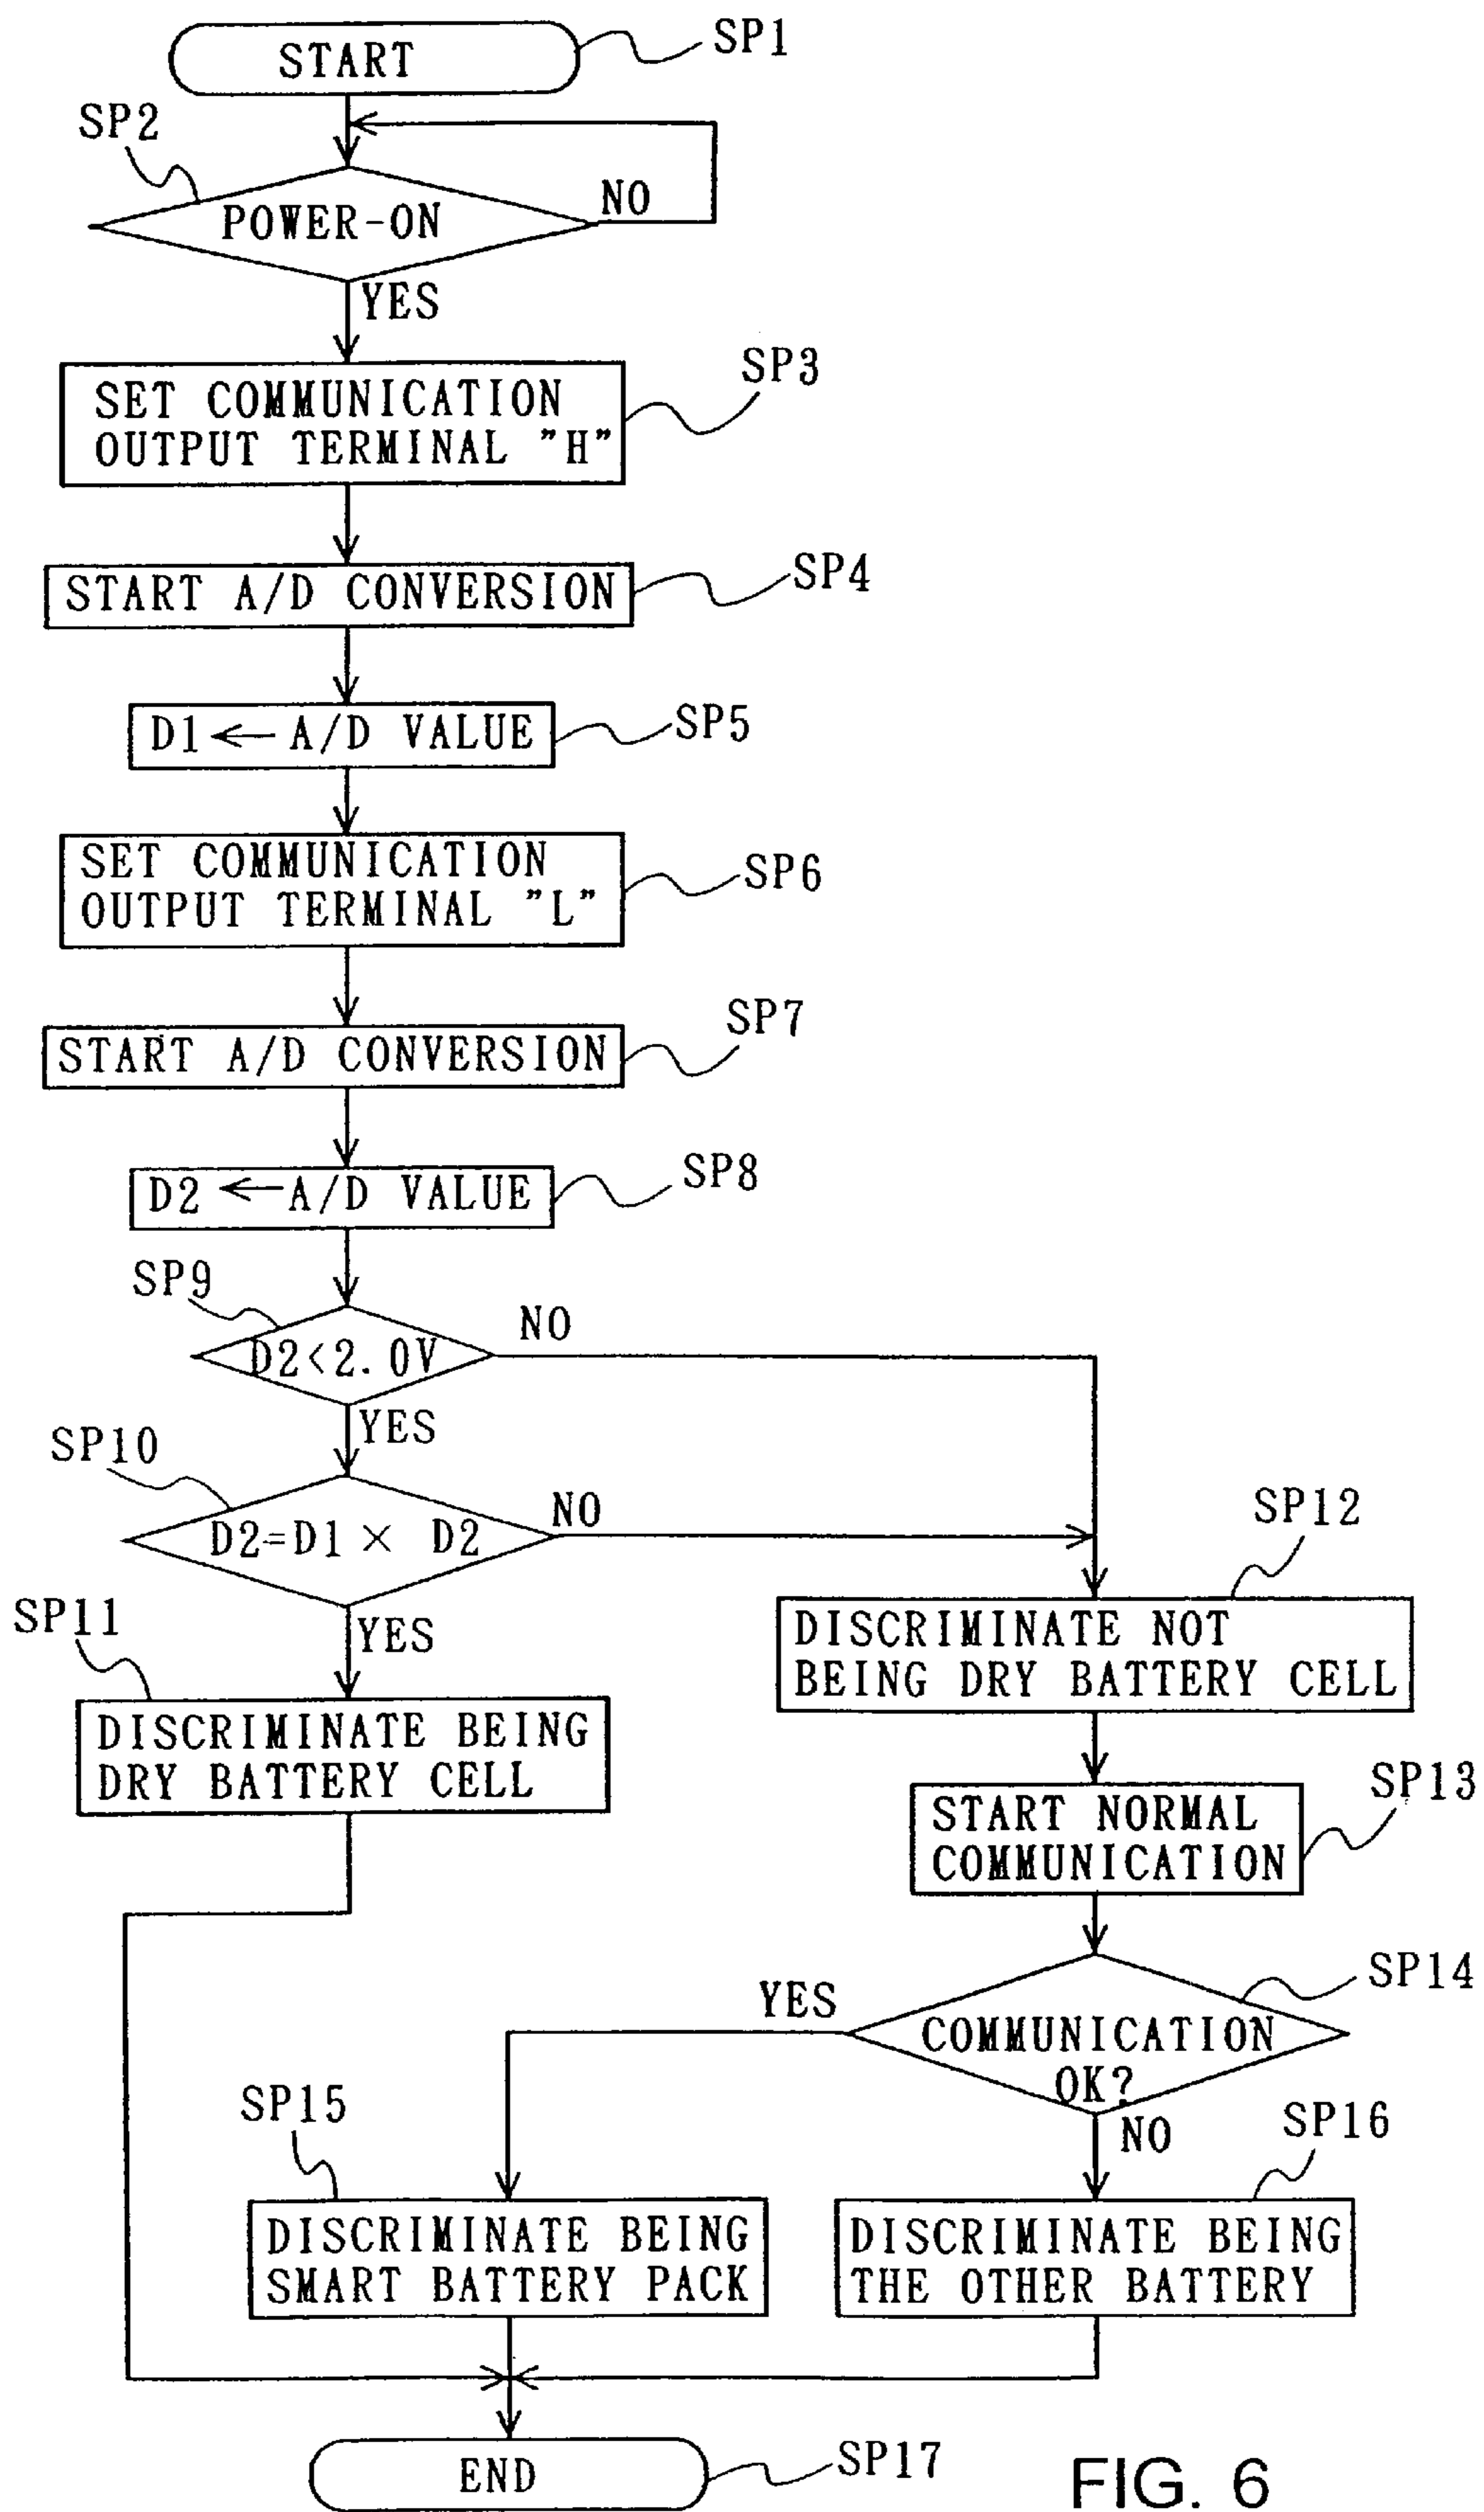 START
SP1
SP2
POWER-ON
NO
YES
SET COMMUNICATION
OUTPUT TERMINAL "H"
SP3
START A/D CONVERSION
SP4
D1 ← A/D VALUE
SP5
SET COMMUNICATION
OUTPUT TERMINAL "L"
SP6
START A/D CONVERSION
SP7
D2 ← A/D VALUE
SP8
SP9
D2<2.0V
NO
YES
SP10
D2=D1 × D2
NO
YES
SP11
DISCRIMINATE BEING
DRY BATTERY CELL
SP12
DISCRIMINATE NOT
BEING DRY BATTERY CELL
SP13
START NORMAL
COMMUNICATION
SP14
COMMUNICATION
OK?
YES
NO
SP15
DISCRIMINATE BEING
SMART BATTERY PACK
SP16
DISCRIMINATE BEING
THE OTHER BATTERY
END
SP17
FIG. 6